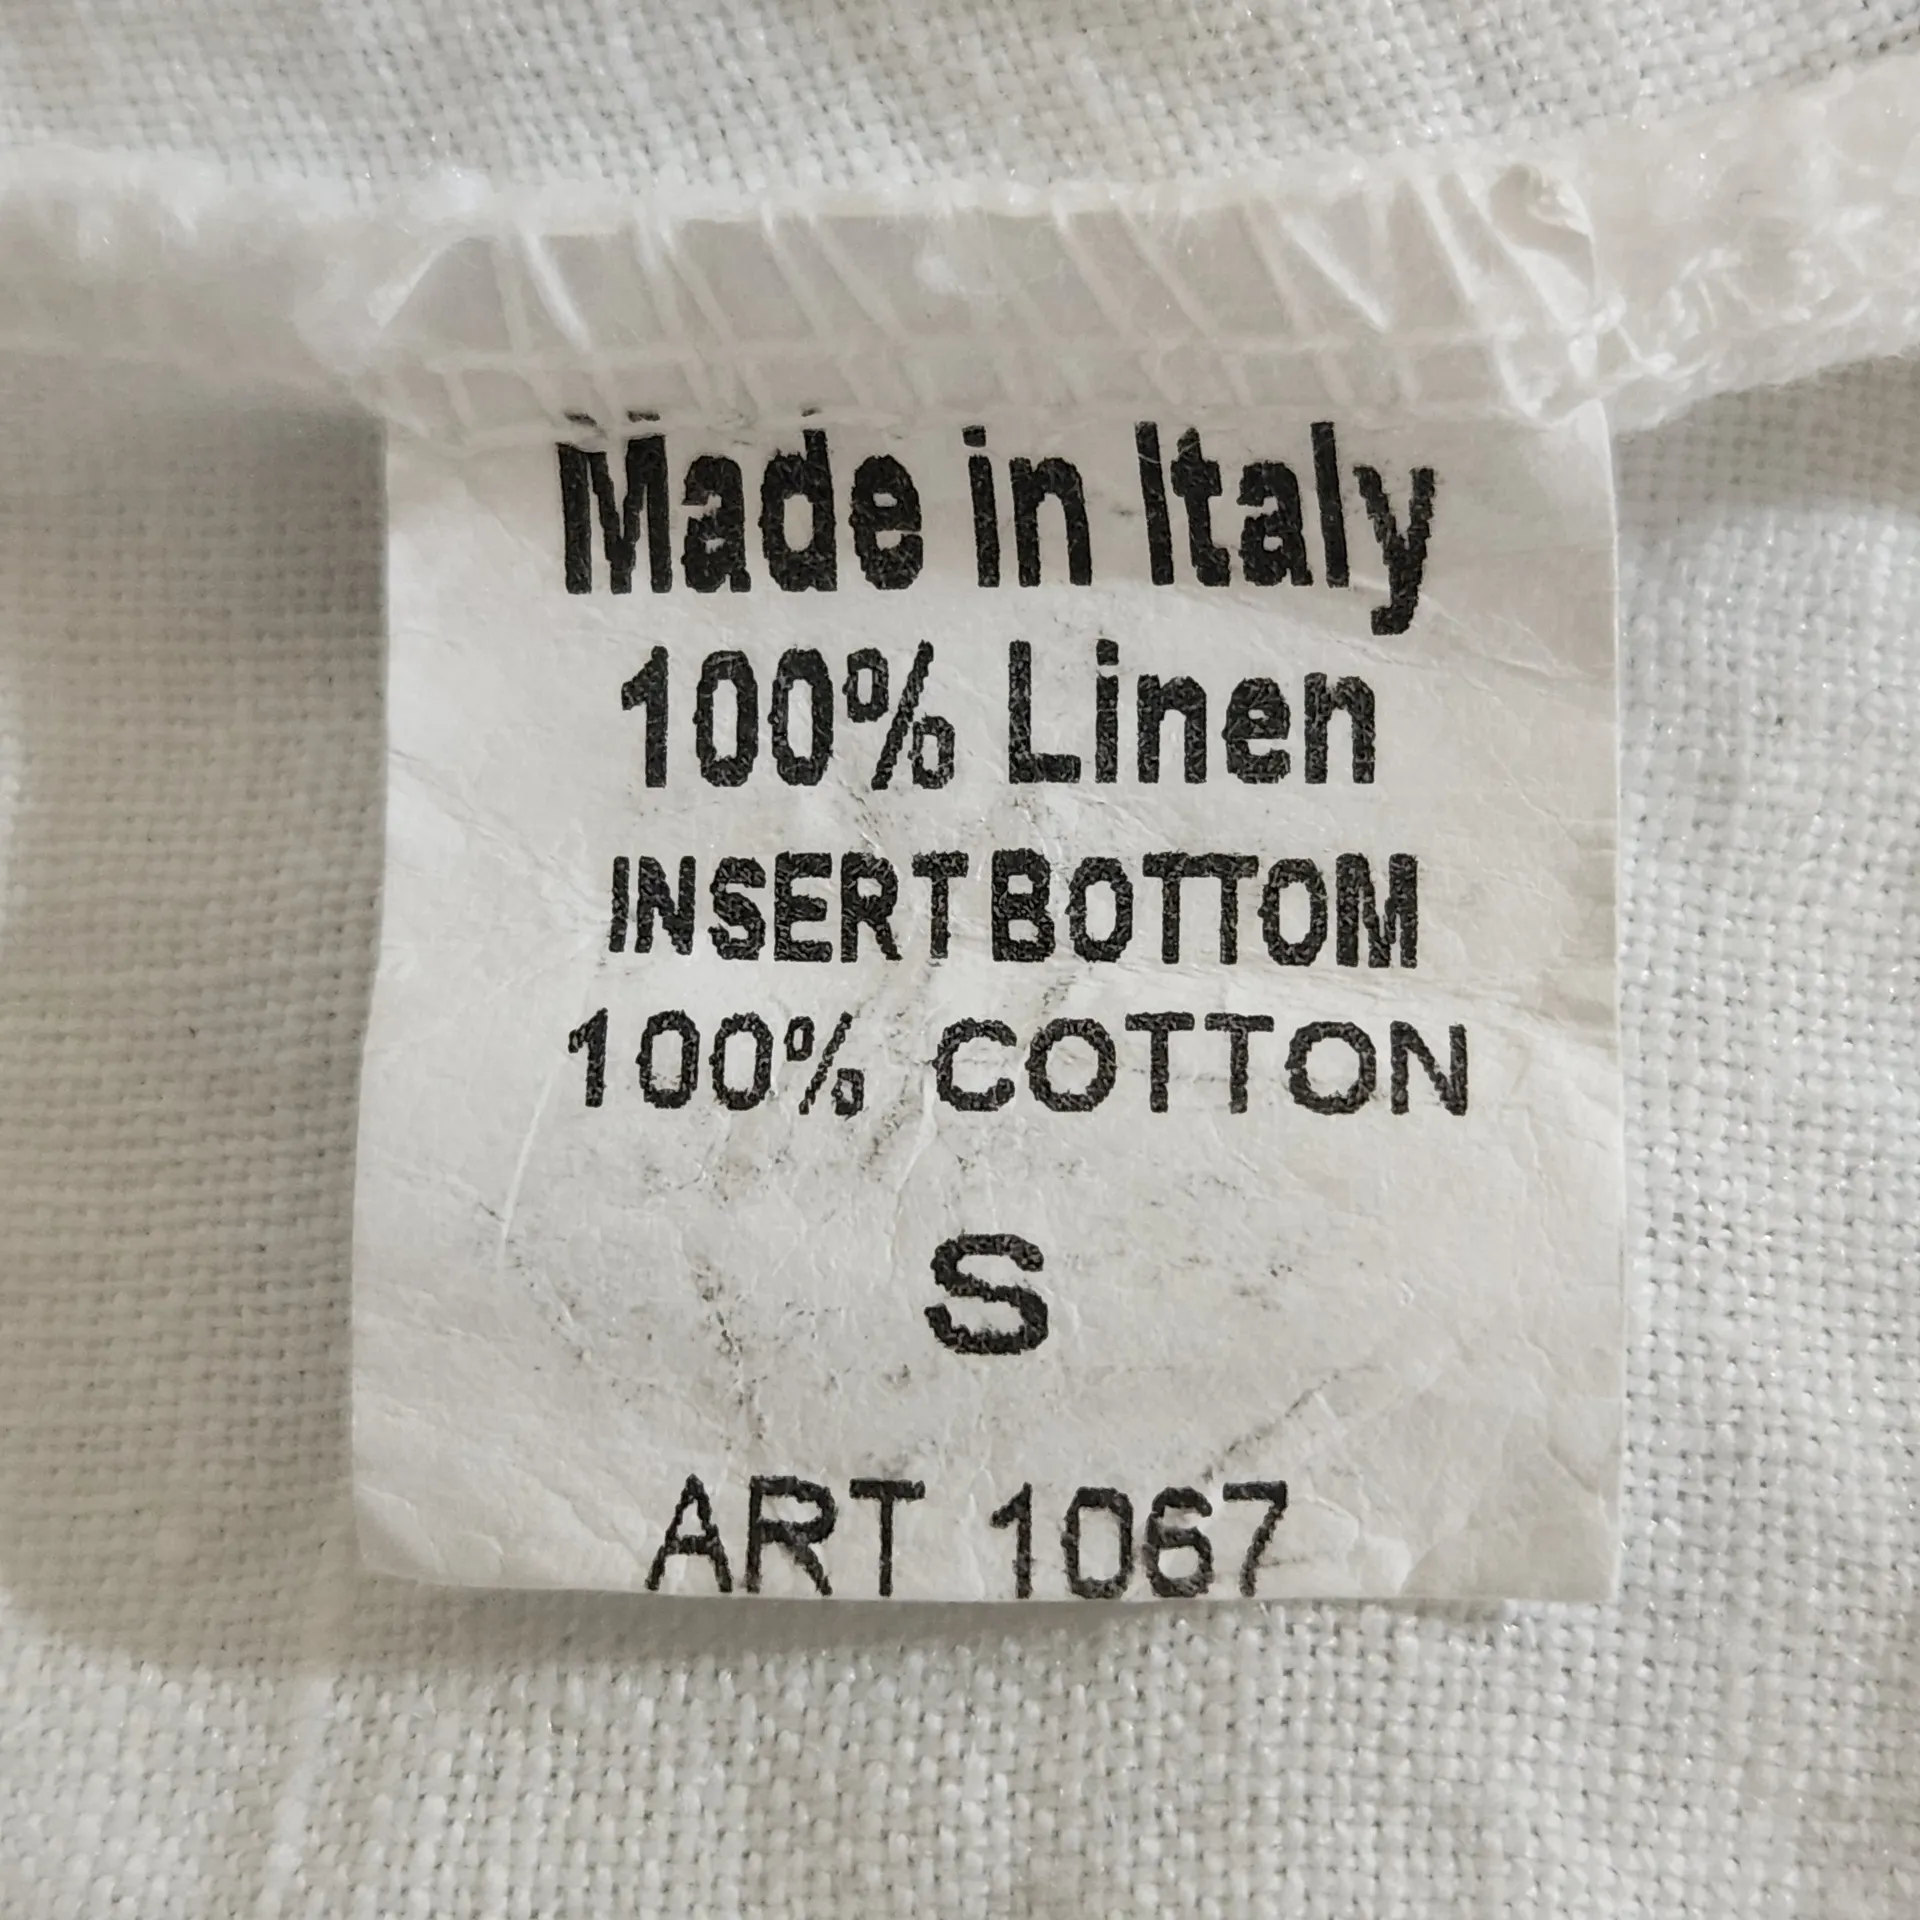 Made in Italy
100% Linen
INSERT BOTTOM
100% COTTON
S
ART 1067